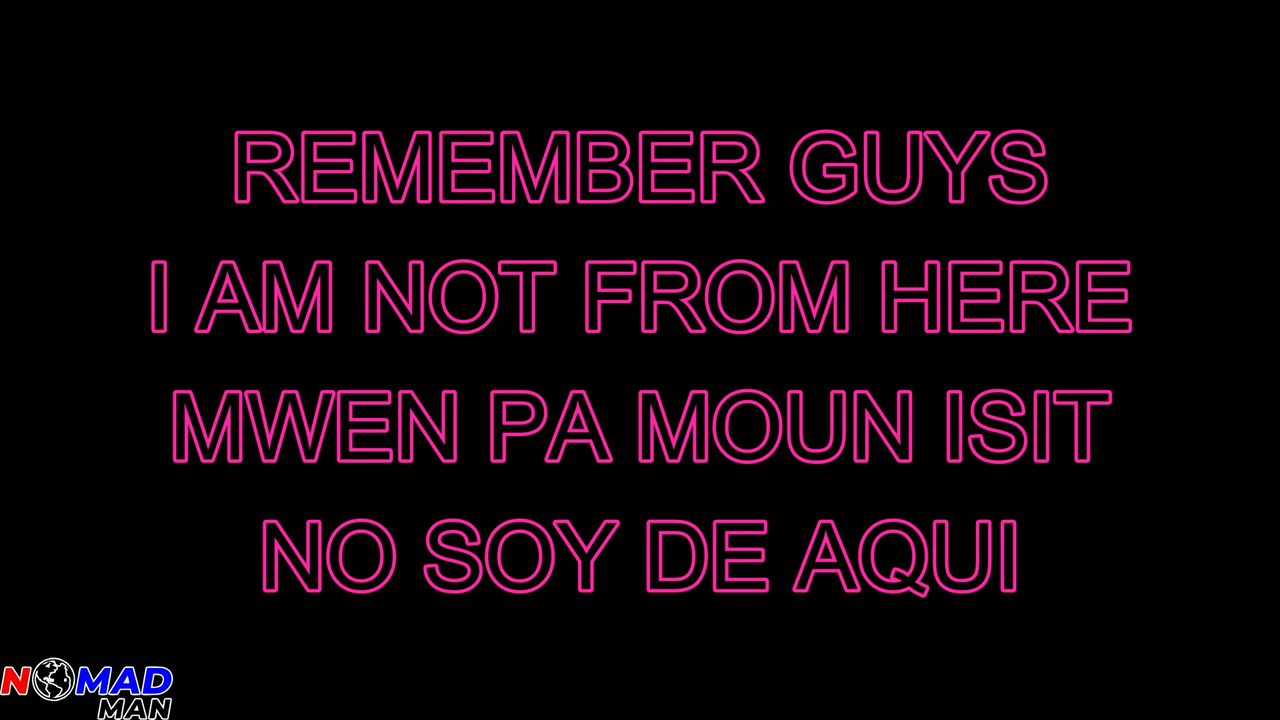 REMEMBER GUYS
I AM NOT FROM HERE
MWEN PA MOUN ISIT
NO SOY DE AQUI
NOMAD
MAN